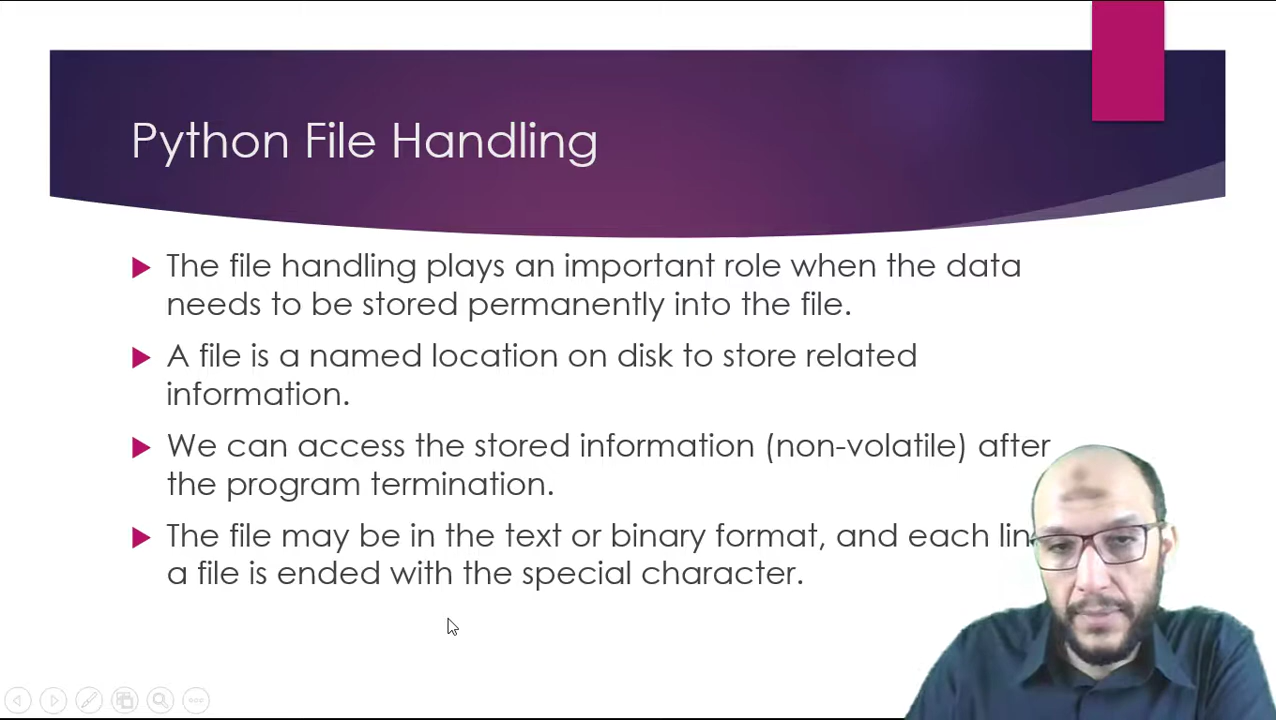 Python File Handling
The file handling plays an important role when the data
needs to be stored permanently into the file.
A file is a named location on disk to store related
information.
We can access the stored information (non-volatile) after
the program termination.
The file may be in the text or binary format, and each
a file is ended with the special character.